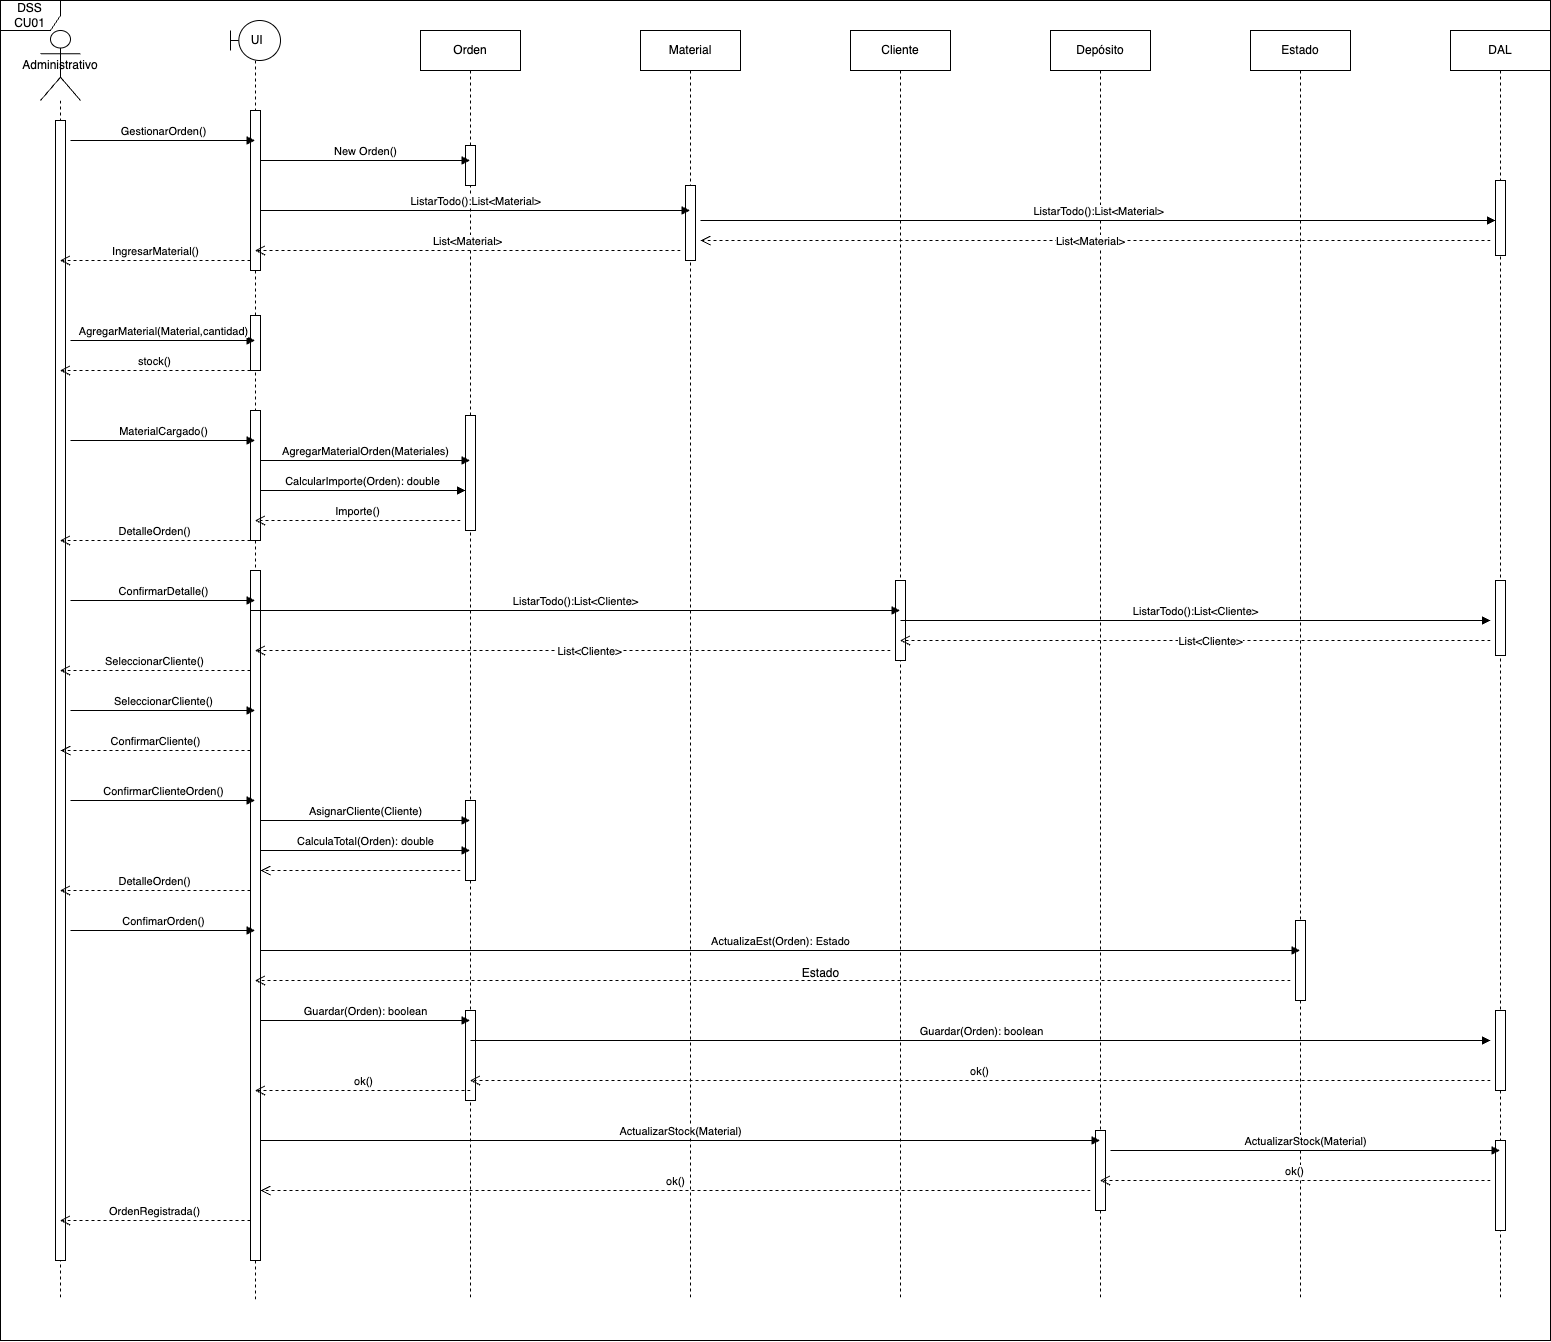 DSS
CU01
Administrativo
UI
Orden
Material
Cliente
Depósito
Estado
DAL
GestionarOrden()
New Orden()
ListarTodo():List<Material>
ListarTodo():List<Material>
List<Material>
List<Material>
IngresarMaterial()
AgregarMaterial(Material,cantidad)
stock()
MaterialCargado()
AgregarMaterialOrden(Materiales)
CalcularImporte(Orden): double
Importe()
DetalleOrden()
ConfirmarDetalle()
ListarTodo():List<Cliente>
ListarTodo():List<Cliente>
List<Cliente>
List<Cliente>
SeleccionarCliente()
SeleccionarCliente()
ConfirmarCliente()
ConfirmarClienteOrden()
AsignarCliente(Cliente)
CalculaTotal(Orden): double
DetalleOrden()
ConfimarOrden()
ActualizaEst(Orden): Estado
Estado
Guardar(Orden): boolean
Guardar(Orden): boolean
ok()
ok()
ActualizarStock(Material)
ActualizarStock(Material)
ok()
ok()
OrdenRegistrada()